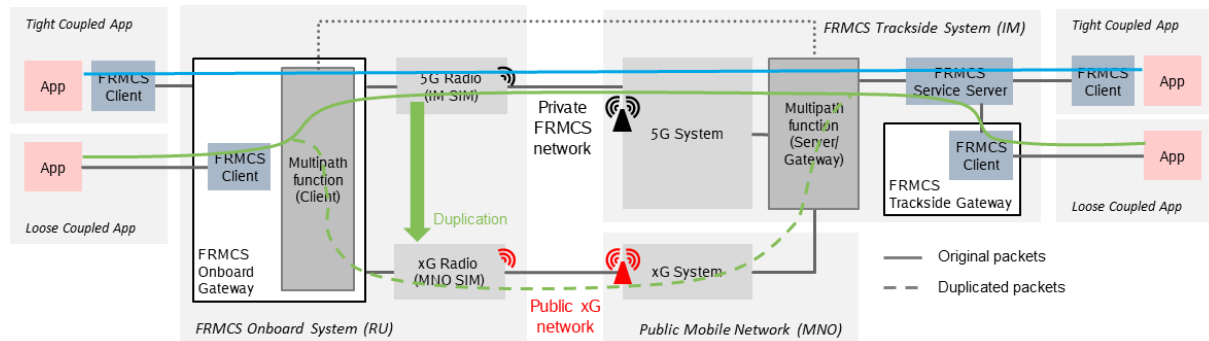 Tight Coupled App
App
FRMCS
Client
App
Loose Coupled App
FRMCS
Client
Multipath
function
(Client)
FRMCS
Onboard
Gateway
FRMCS Onboard System (RU)
5G Radio
(IM SIM)
Duplication
xG Radio
(MNO SIM)
Private
FRMCS
network
Public xG
network
FRMCS Trackside System (IM)
5G System
Multipath
function
(Server/
Gateway)
xG System
Public Mobile Network (MNO)
FRMCS
Service Server
FRMCS
Client
FRMCS
Trackside Gateway
Tight Coupled App
FRMCS
Client
App
App
Loose Coupled App
Original packets
Duplicated packets